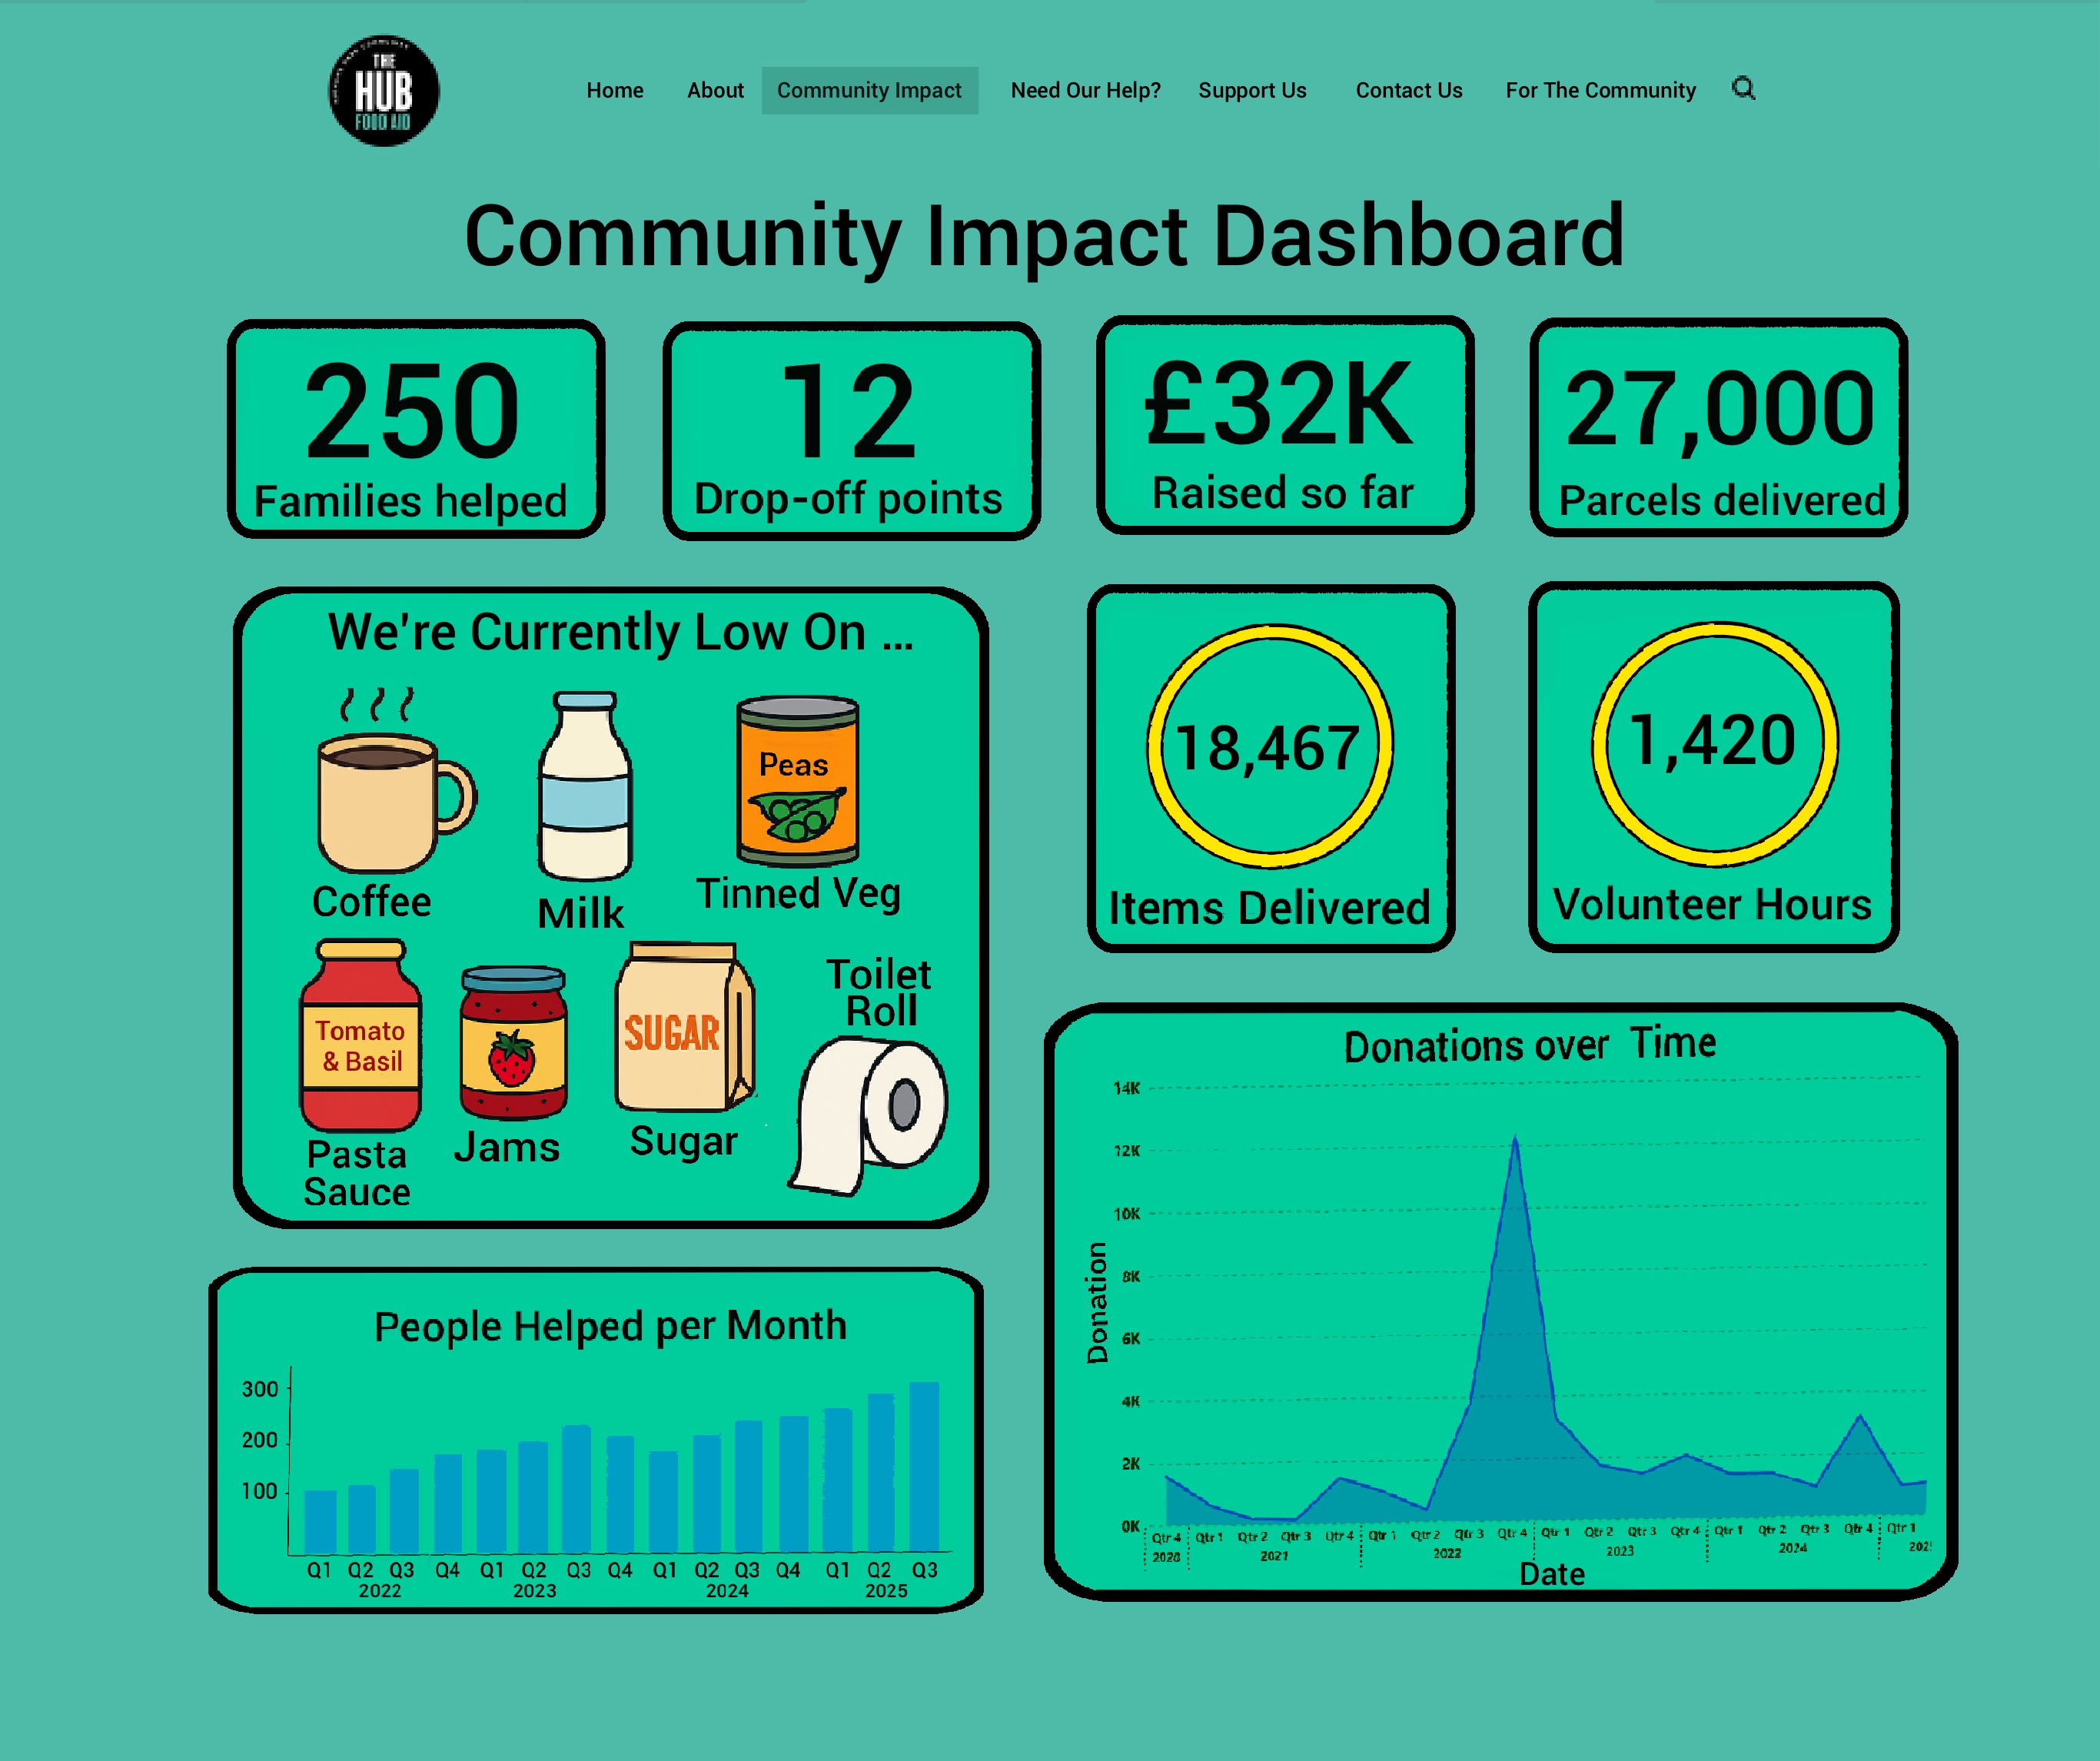 THE
HUB
FOOD AID
Home About Community Impact Need Our Help? Support Us Contact Us For The Community
Community Impact Dashboard
250
Families helped
12
Drop-off points
£32K
Raised so far
27,000
Parcels delivered
We're Currently Low On ...
Coffee
Milk
Peas
Tinned Veg
Tomato
& Basil
Pasta
Sauce
Jams
SUGAR
Sugar
Toilet
Roll
18,467
Items Delivered
1,420
Volunteer Hours
People Helped per Month
300
200
100
Q1 Q2 Q3 Q4 Q1 Q2 Q3 Q4 Q1 Q2 Q3 Q4 Q1 Q2 Q3
2022 2023 2024 2025
Donations over Time
14K
12K
10K
8K
6K
4K
2K
0K
Donation
Qtr 4 Qtr 1 Qtr 2 Qtr 3 Qtr 4 Qtr 1 Qtr 2 Qtr 3 Qtr 4 Qtr 1 Qtr 2 Qtr 3 Qtr 4 Qtr 1 Qtr 2 Qtr 3 Qtr 4 Qtr 1
2020 2021 2022 2023 2024
Date